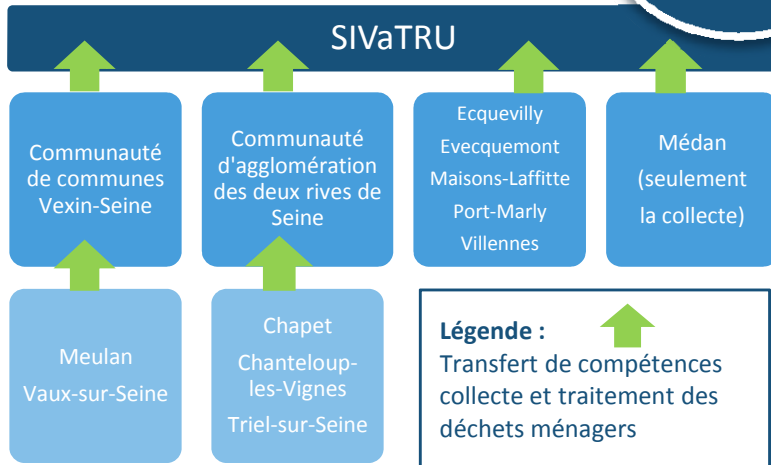 SIVaTRU
Communauté
de communes
Vexin-Seine
Communauté
d'agglomération
des deux rives de
Seine
Ecquevilly
Evecquemont
Maisons-Laffitte
Port-Marly
Villennes
Médan
(seulement
la collecte)
Meulan
Vaux-sur-Seine
Chapet
Chanteloup-
les-Vignes
Triel-sur-Seine
Légende :
Transfert de compétences
collecte et traitement des
déchets ménagers